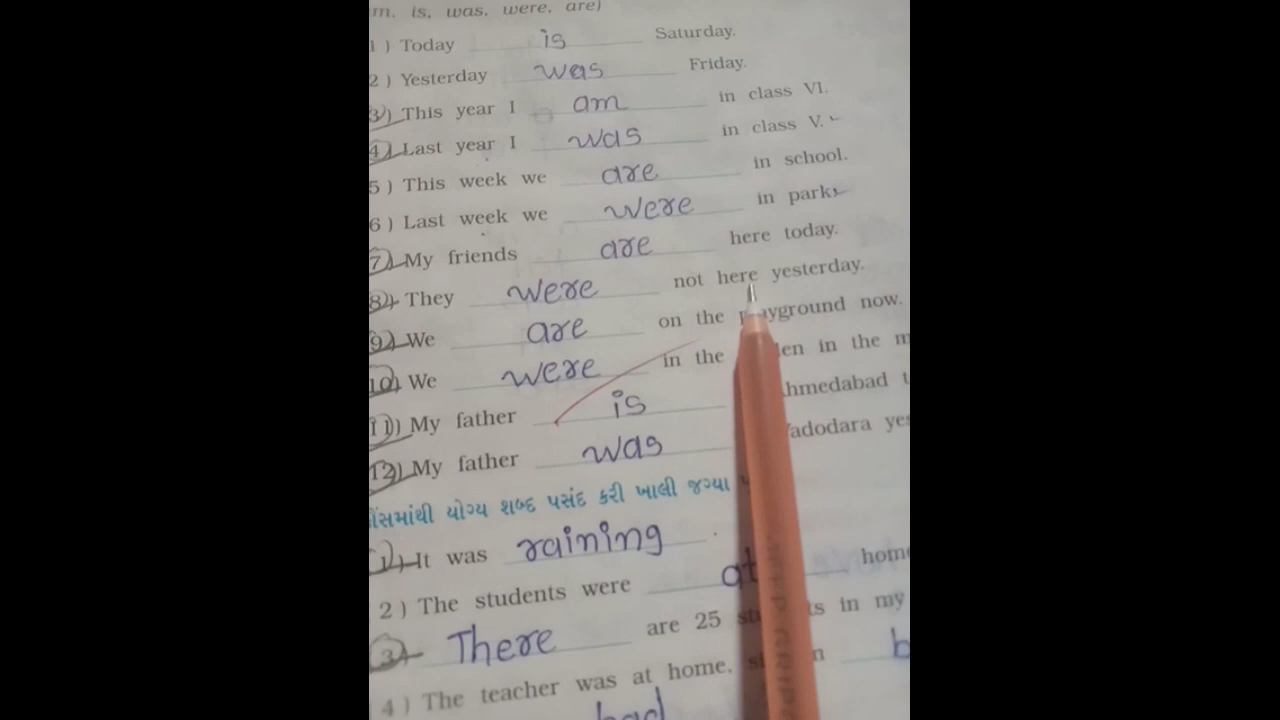 m, is, was, were, are)
1) Today is Saturday.
2) Yesterday was Friday.
3) This year I am in class VI.
4) Last year I was in class V.
5) This week we are in school.
6) Last week we were in park.
7) My friends are here today.
8) They were not here yesterday.
9) We are on the playground now.
10) We were in the in the m
11) My father is
12) My father was
યોગ્ય શબ્દ પસંદ કરી ખાલી જગ્યા
1) It was raining.
2) The students were at home
3) There are 25 in my
4) The teacher was at home,
had